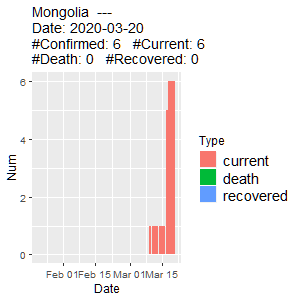 Mongolia  ---
Date: 2020-03-20
#Confirmed: 6   #Current: 6
#Death: 0   #Recovered: 0
6
4
2
0
Num
Feb 01 Feb 15 Mar 01 Mar 15
Date
Type
current
death
recovered